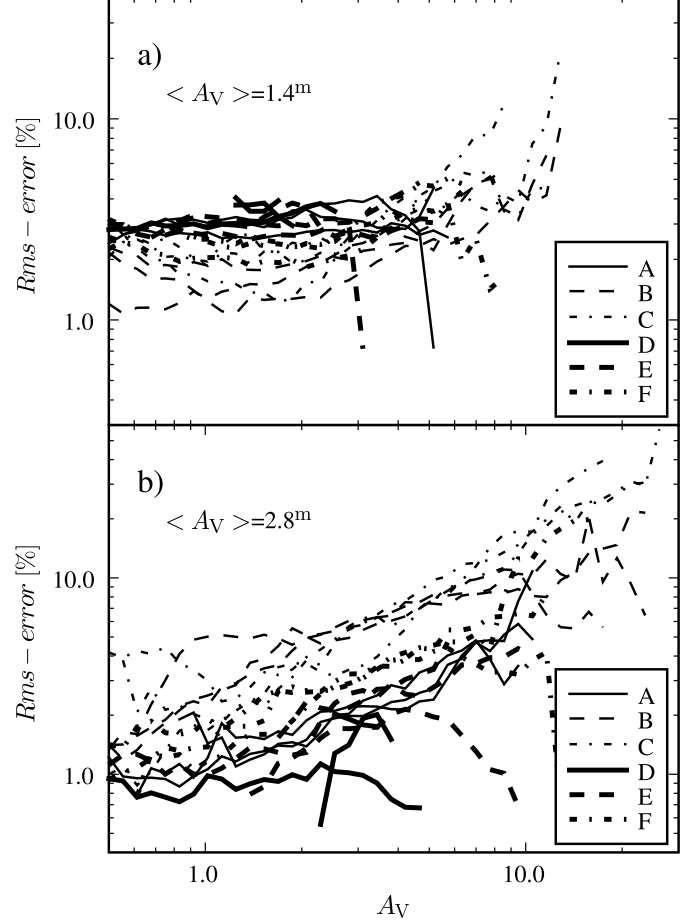 a)
< A_V >=1.4^m
10.0
1.0
Rms − error [%]
A
B
C
D
E
F
b)
< A_V >=2.8^m
10.0
1.0
Rms − error [%]
A
B
C
D
E
F
1.0 10.0
A_V